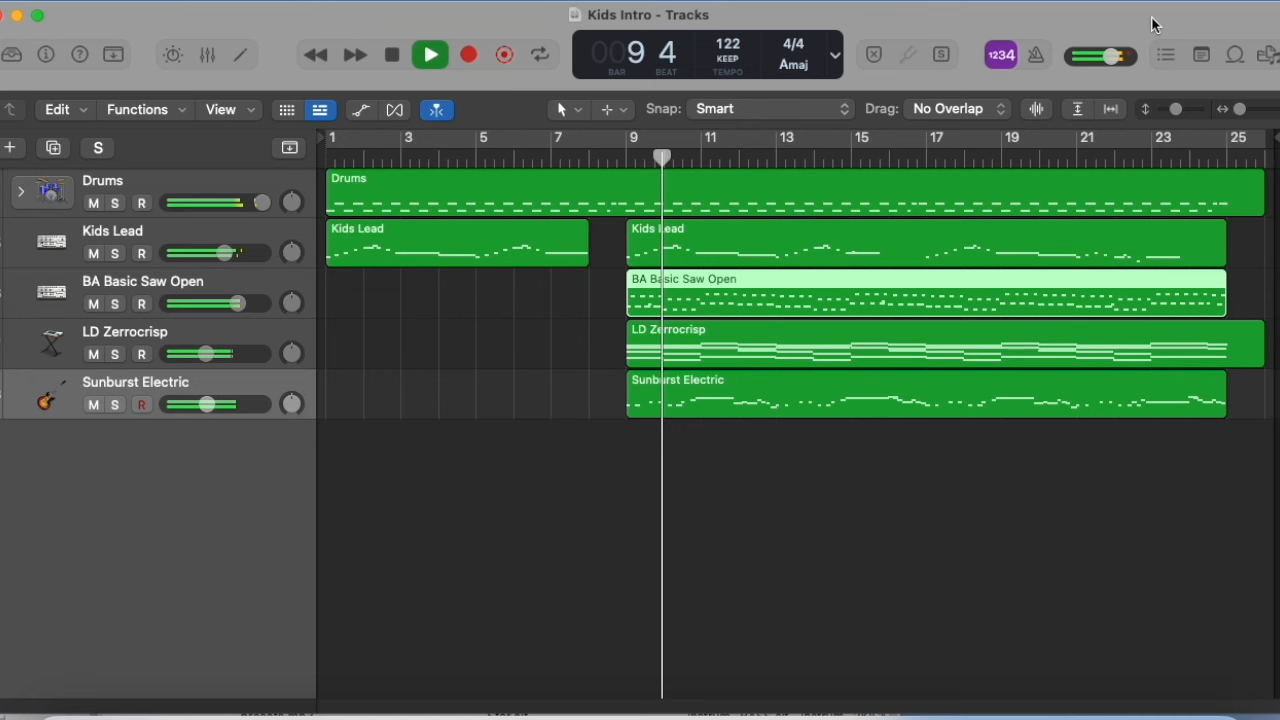 Kids Intro - Tracks
009 4
BAR BEAT
122
KEEP
TEMPO
4/4
Amaj
1234
Edit Functions View Snap: Smart Drag: No Overlap
S
1 3 5 7 9 11 13 15 17 19 21 23 25
Drums
M S R
Drums
Kids Lead
M S R
Kids Lead Kids Lead
BA Basic Saw Open
M S R
BA Basic Saw Open
LD Zerrocrisp
M S R
LD Zerrocrisp
Sunburst Electric
M S R
Sunburst Electric